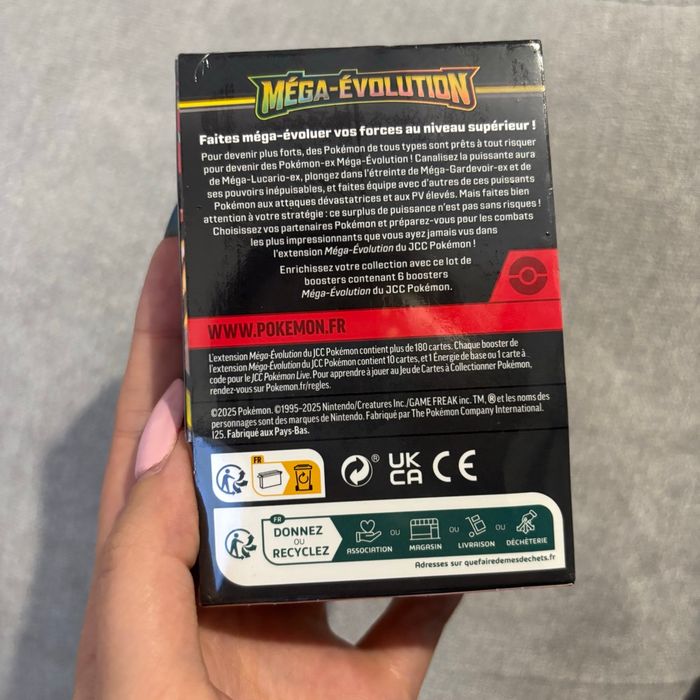 MÉGA-ÉVOLUTION
Faites méga-évoluer vos forces au niveau supérieur !
Pour devenir plus forts, des Pokémon de tous types sont prêts à tout risquer
pour devenir des Pokémon-ex Méga-Évolution ! Canalisez la puissante aura
de Méga-Lucario-ex, plongez dans l'étreinte de Méga-Gardevoir-ex et de
ses pouvoirs inépuisables, et faites équipe avec d'autres de ces puissants
Pokémon aux attaques dévastatrices et aux PV élevés. Mais faites bien
attention à votre stratégie : ce surplus de puissance n'est pas sans risques !
Choisissez vos partenaires Pokémon et préparez-vous pour les combats
les plus impressionnants que vous ayez jamais vus dans
l'extension Méga-Évolution du JCC Pokémon !
Enrichissez votre collection avec ce lot de
boosters contenant 6 boosters
Méga-Évolution du JCC Pokémon.
WWW.POKEMON.FR
L'extension Méga-Évolution du JCC Pokémon contient plus de 180 cartes. Chaque booster de
l'extension Méga-Évolution du JCC Pokémon contient 10 cartes, et 1 Énergie de base ou 1 carte à
code pour le JCC Pokémon Live. Pour apprendre à jouer au Jeu de Cartes à Collectionner Pokémon,
rendez-vous sur Pokemon.fr/regles.
©2025 Pokémon. ©1995-2025 Nintendo/Creatures Inc./GAME FREAK inc. TM, ® et les noms des
personnages sont des marques de Nintendo. Fabriqué par The Pokémon Company International.
125. Fabriqué aux Pays-Bas.
FR
® UK
CA CE
FR
DONNEZ
OU
RECYCLEZ
ASSOCIATION OU MAGASIN OU LIVRAISON OU DÉCHÈTERIE
Adresses sur quefairedemesdechets.fr